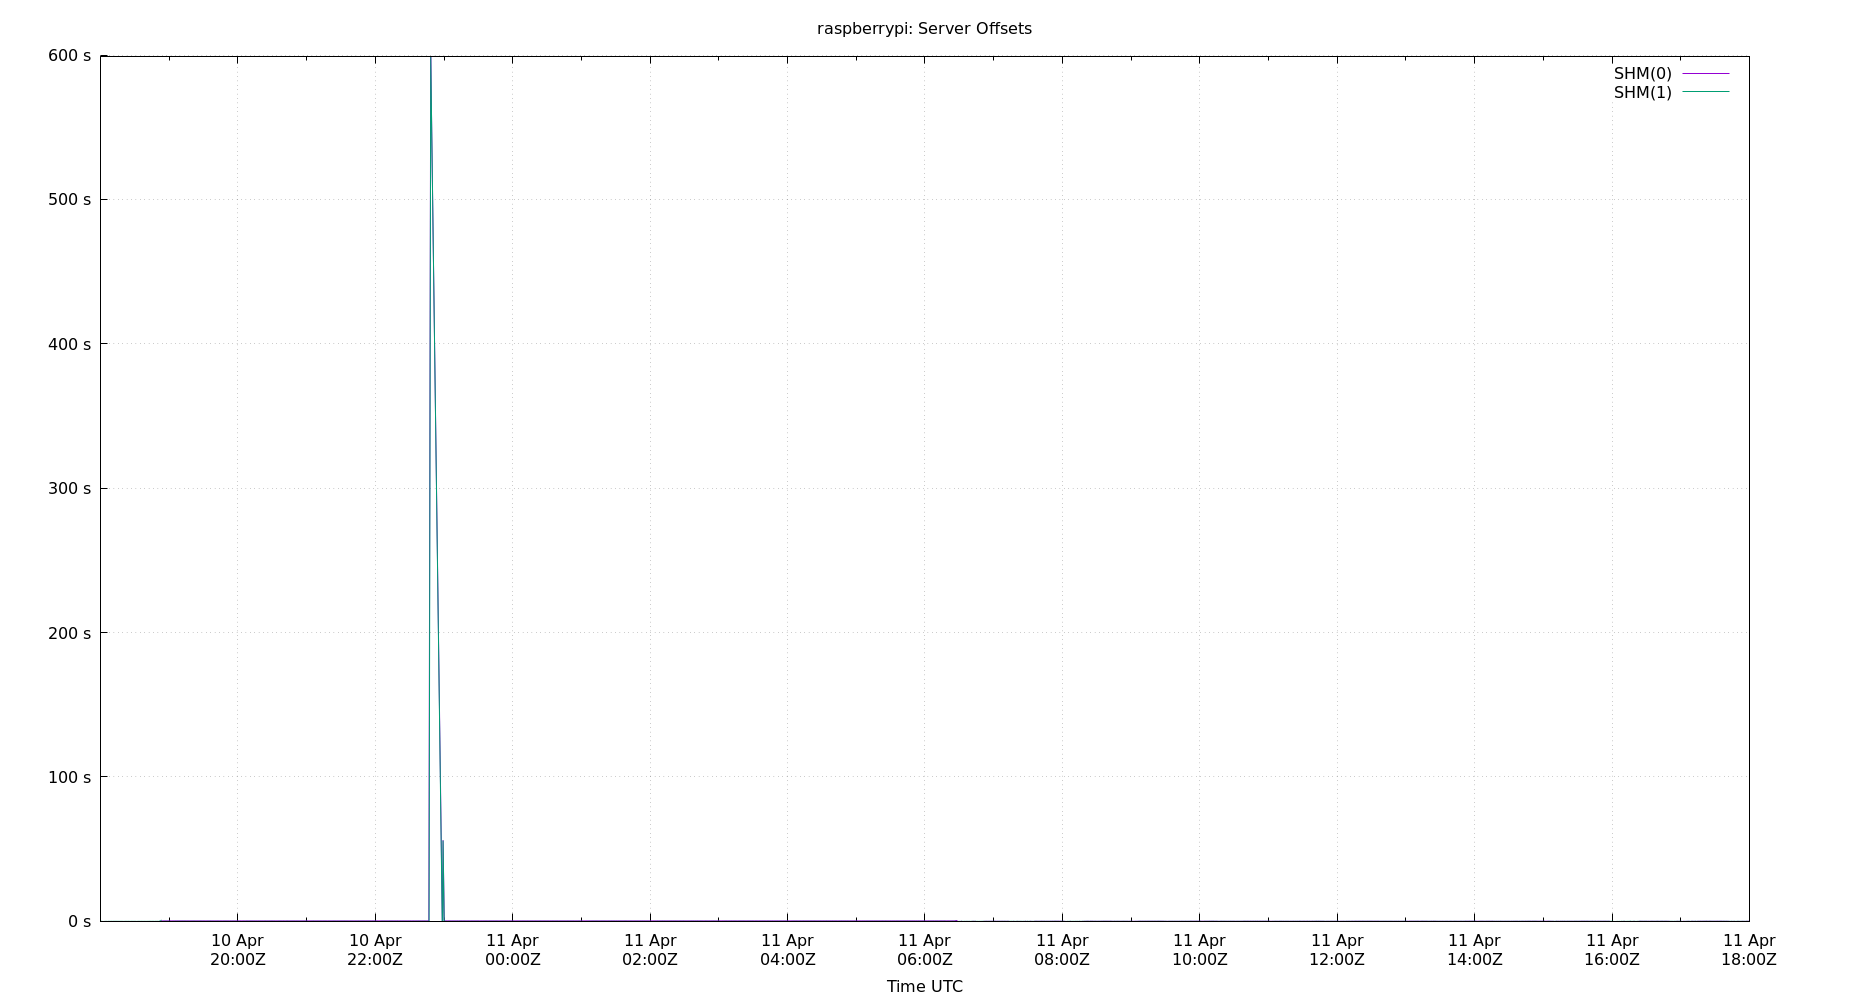 raspberrypi: Server Offsets
600 s
500 s
400 s
300 s
200 s
100 s
0 s
SHM(0)
SHM(1)
10 Apr 10 Apr 11 Apr 11 Apr 11 Apr 11 Apr 11 Apr 11 Apr 11 Apr 11 Apr 11 Apr 11 Apr
20:00Z 22:00Z 00:00Z 02:00Z 04:00Z 06:00Z 08:00Z 10:00Z 12:00Z 14:00Z 16:00Z 18:00Z
Time UTC